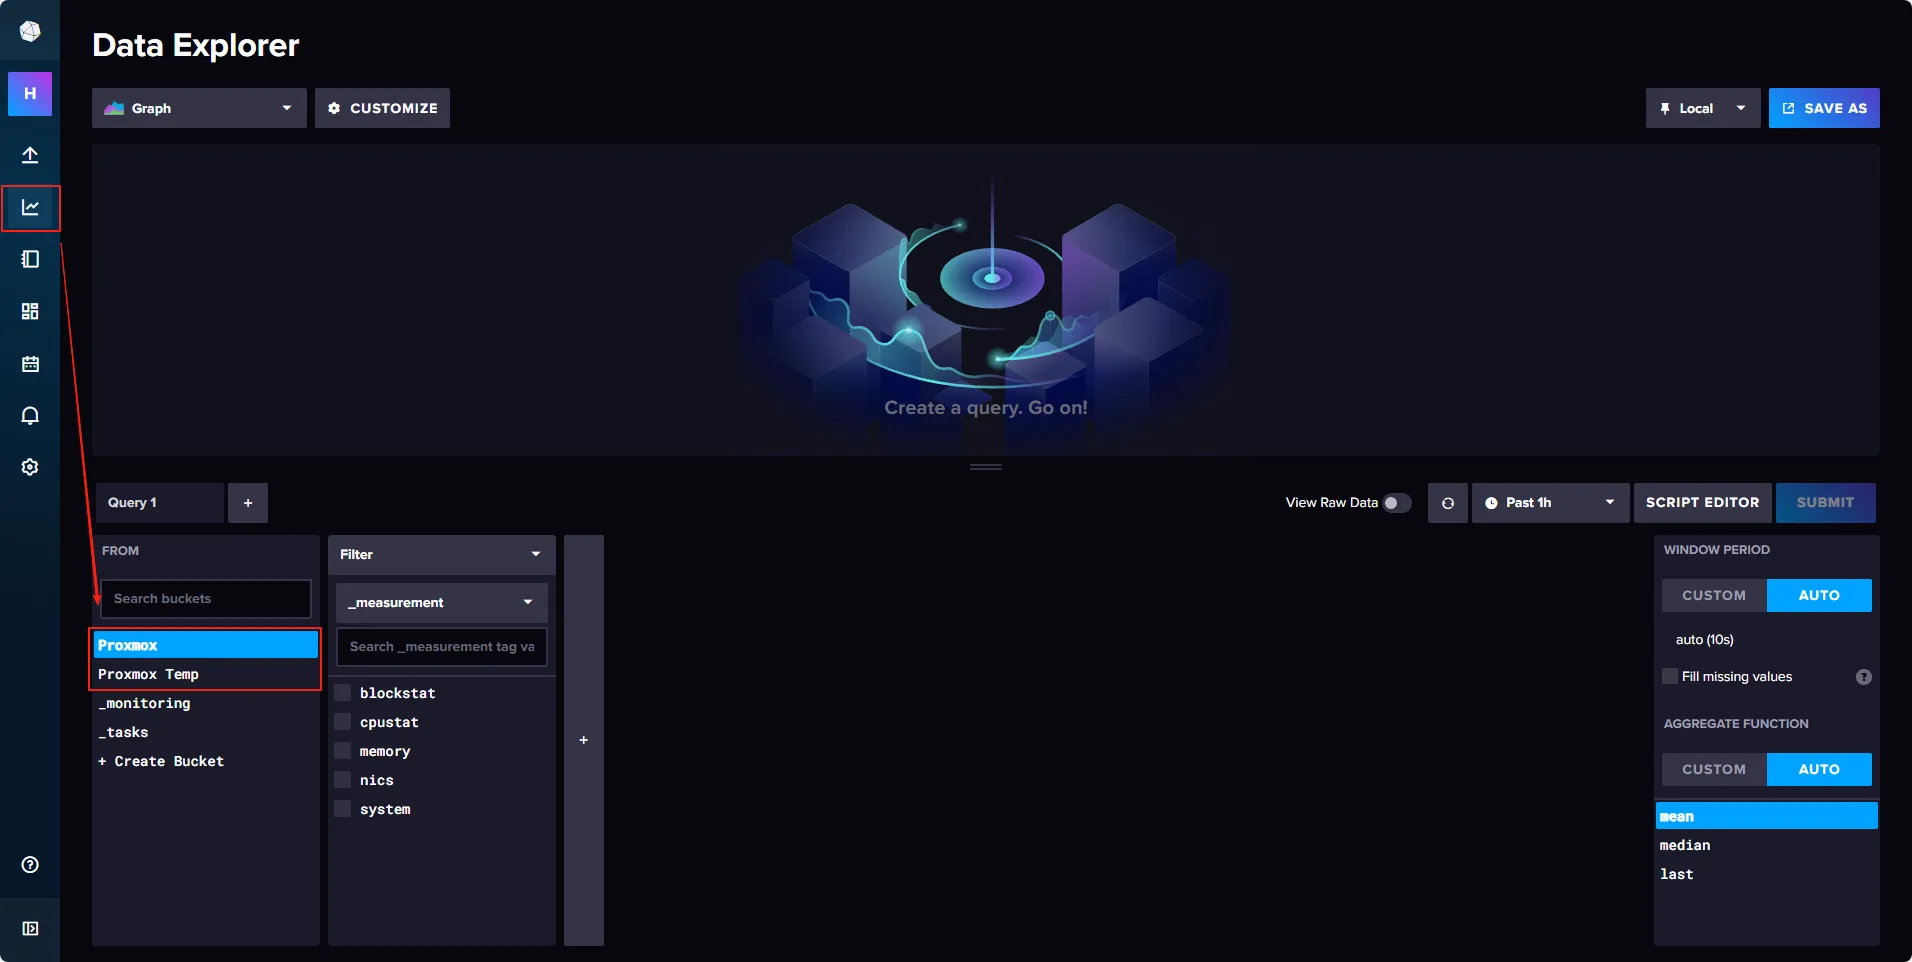 Data Explorer
H
Graph
CUSTOMIZE
Local
SAVE AS
Create a query. Go on!
Query 1
+
View Raw Data
Past 1h
SCRIPT EDITOR
SUBMIT
FROM
Search buckets
Proxmox
Proxmox Temp
_monitoring
_tasks
+ Create Bucket
Filter
_measurement
Search _measurement tag va
blockstat
cpustat
memory
nics
system
+
WINDOW PERIOD
CUSTOM
AUTO
auto (10s)
Fill missing values
?
AGGREGATE FUNCTION
CUSTOM
AUTO
mean
median
last
?